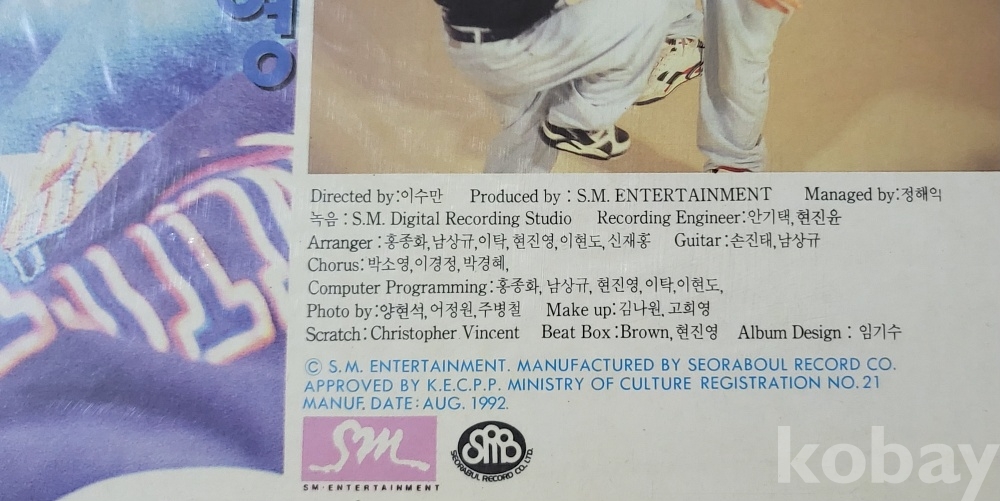 영
Directed by:이수만 Produced by : S.M. ENTERTAINMENT Managed by:정해익
녹음 : S.M. Digital Recording Studio Recording Engineer:안기택, 현진윤
Arranger : 홍종화,남상규,이탁, 현진영,이현도, 신재홍 Guitar:손진태,남상규
Chorus:박소영,이경정,박경혜,
Computer Programming:홍종화, 남상규, 현진영,이탁,이현도,
Photo by:양현석,어정원,주병철 Make up:김나원,고희영
Scratch:Christopher Vincent Beat Box:Brown, 현진영 Album Design : 임기수
© S.M. ENTERTAINMENT. MANUFACTURED BY SEORABOUL RECORD CO.
APPROVED BY K.E.C.P.P. MINISTRY OF CULTURE REGISTRATION NO. 21
MANUF. DATE: AUG. 1992.
SM
SM·ENTERTAINMENT
SRB
SEORABUL RECORD CO. LTD.
kobay